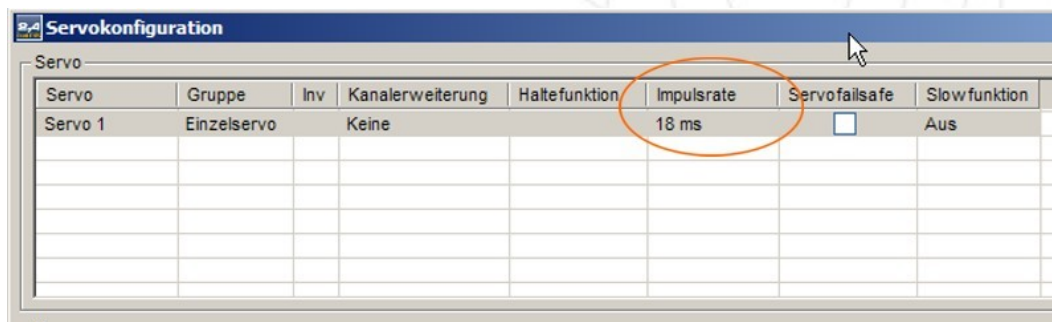 Servokonfiguration
Servo
Servo Gruppe Inv Kanalerweiterung Haltefunktion Impulsrate Servofailsafe Slowfunktion
Servo 1 Einzelservo Keine 18 ms Aus